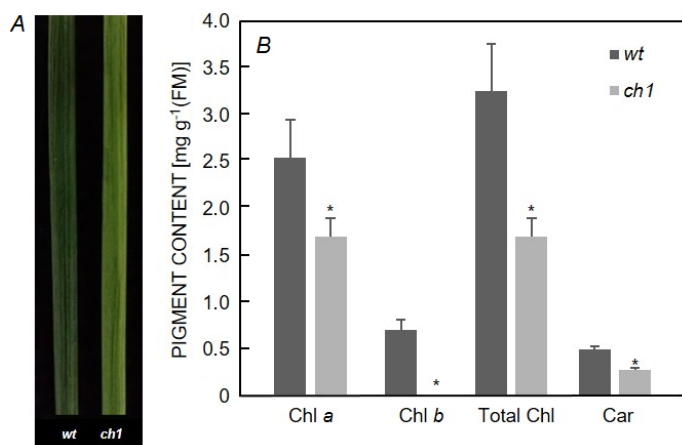 A
wt ch1
B
PIGMENT CONTENT [mg g-1(FM)]
4.0
3.5
3.0
2.5
2.0
1.5
1.0
0.5
0
wt
ch1
*
*
*
*
Chl a Chl b Total Chl Car